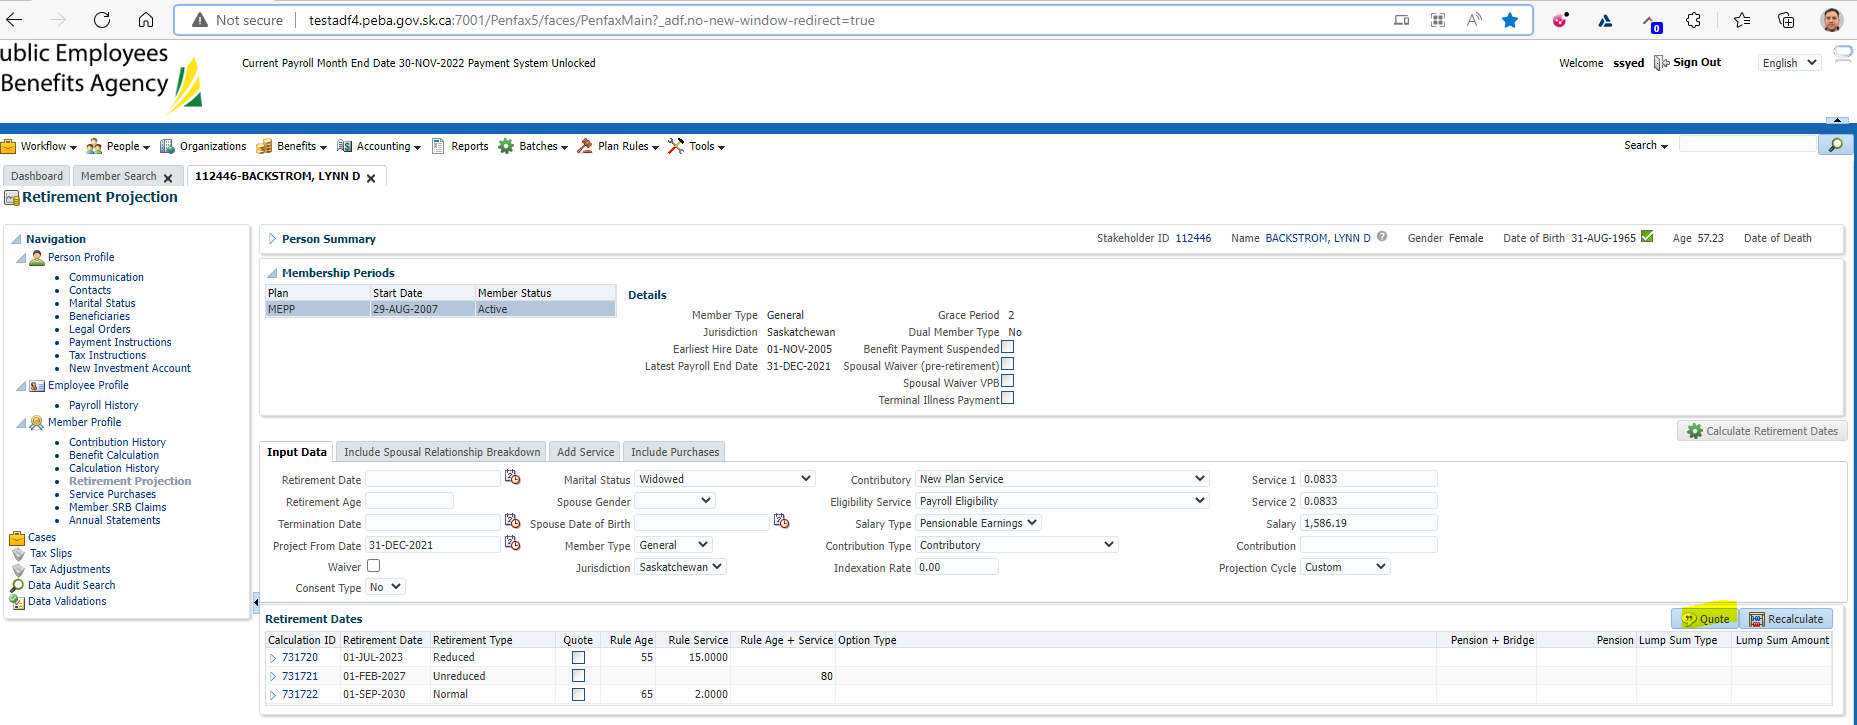 Not secure testadf4.peba.gov.sk.ca:7001/Penfax5/faces/PenfaxMain?_adf.no-new-window-redirect=true 0
ublic Employees
Benefits Agency
Current Payroll Month End Date 30-NOV-2022 Payment System Unlocked
Welcome ssyed Sign Out English
Workflow People Organizations Benefits Accounting Reports Batches Plan Rules Tools Search
Dashboard Member Search 112446-BACKSTROM, LYNN D
Retirement Projection
Navigation
Person Profile
Communication
Contacts
Marital Status
Beneficiaries
Legal Orders
Payment Instructions
Tax Instructions
New Investment Account
Employee Profile
Payroll History
Member Profile
Contribution History
Benefit Calculation
Calculation History
Retirement Projection
Service Purchases
Member SRB Claims
Annual Statements
Cases
Tax Slips
Tax Adjustments
Data Audit Search
Data Validations
Person Summary Stakeholder ID 112446 Name BACKSTROM, LYNN D Gender Female Date of Birth 31-AUG-1965 Age 57.23 Date of Death
Membership Periods
Plan Start Date Member Status
MEPP 29-AUG-2007 Active
Details
Member Type General Grace Period 2
Jurisdiction Saskatchewan Dual Member Type No
Earliest Hire Date 01-NOV-2005 Benefit Payment Suspended
Latest Payroll End Date 31-DEC-2021 Spousal Waiver (pre-retirement)
Spousal Waiver VPB
Terminal Illness Payment
Calculate Retirement Dates
Input Data Include Spousal Relationship Breakdown Add Service Include Purchases
Retirement Date Marital Status Widowed Contributory New Plan Service Service 1 0.0833
Retirement Age Spouse Gender Eligibility Service Payroll Eligibility Service 2 0.0833
Termination Date Spouse Date of Birth Salary Type Pensionable Earnings Salary 1,586.19
Project From Date 31-DEC-2021 Member Type General Contribution Type Contributory Contribution
Waiver Jurisdiction Saskatchewan Indexation Rate 0.00 Projection Cycle Custom
Consent Type No
Retirement Dates Quote Recalculate
Calculation ID Retirement Date Retirement Type Quote Rule Age Rule Service Rule Age + Service Option Type Pension + Bridge Pension Lump Sum Type Lump Sum Amount
731720 01-JUL-2023 Reduced 55 15.0000
731721 01-FEB-2027 Unreduced 80
731722 01-SEP-2030 Normal 65 2.0000